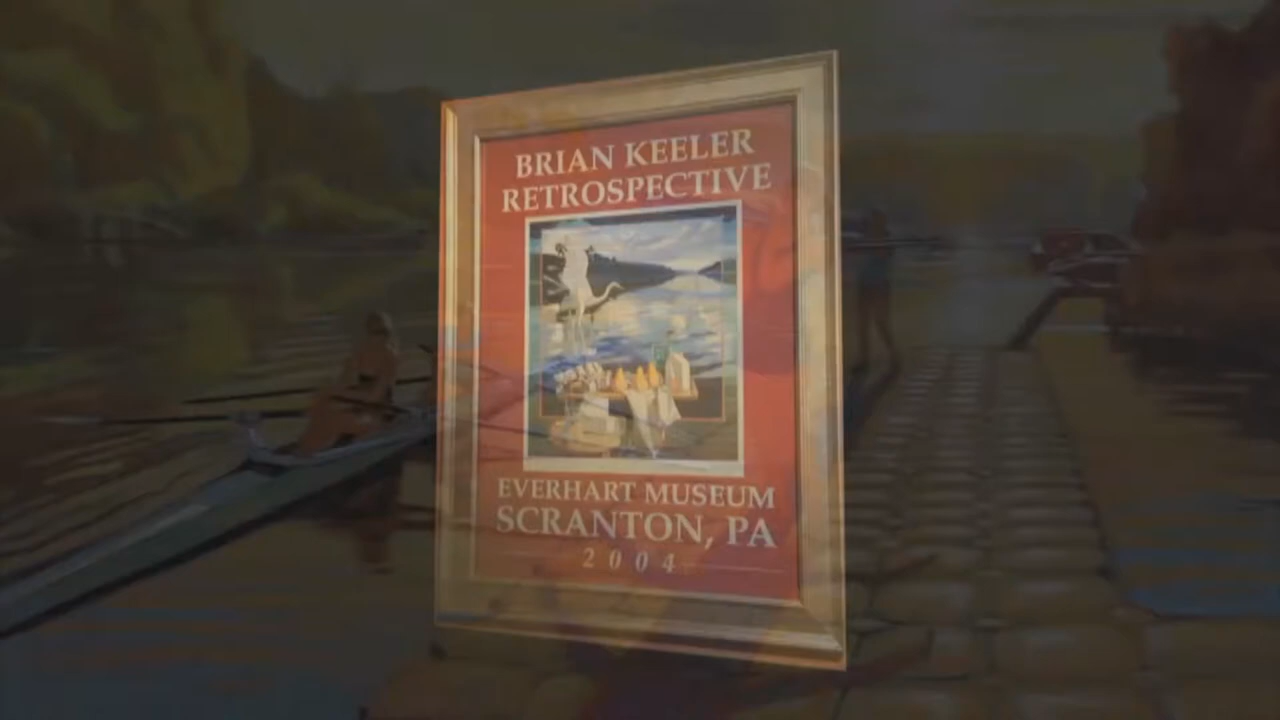 BRIAN KEELER
RETROSPECTIVE
EVERHART MUSEUM
SCRANTON, PA
2004